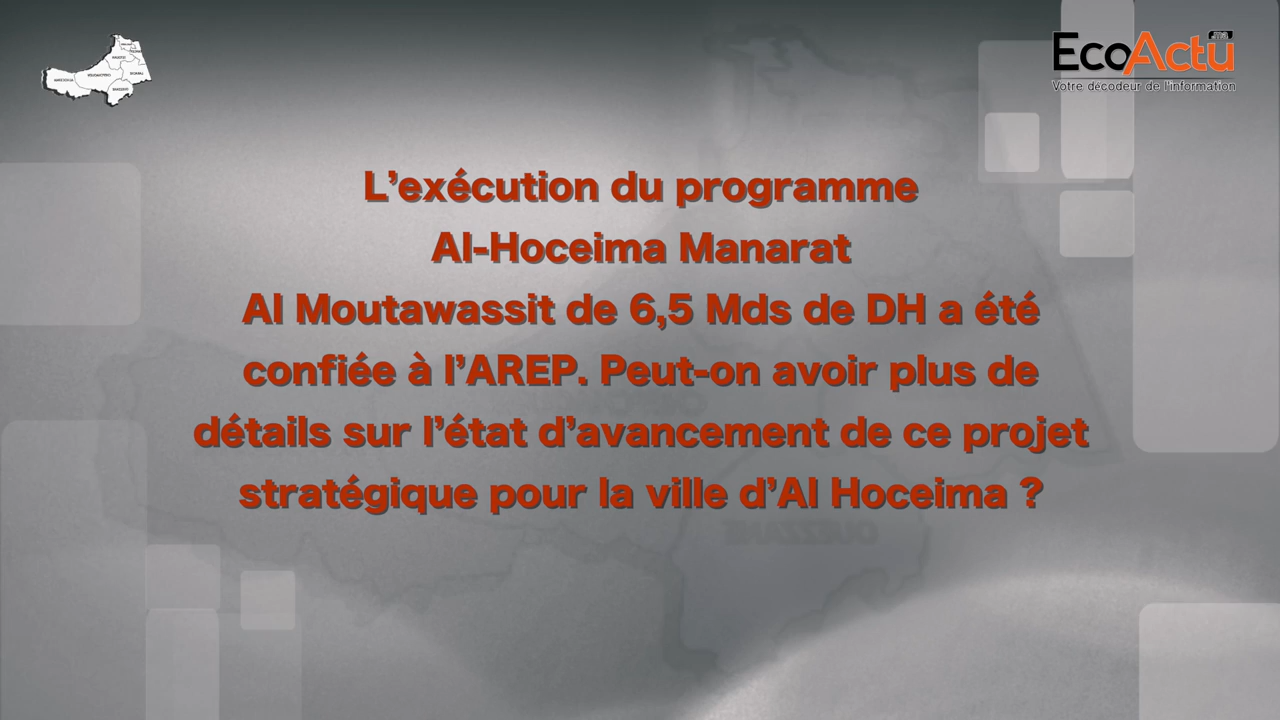 EcoActu
.ma
Votre décodeur de l'information
L’exécution du programme
Al-Hoceima Manarat
Al Moutawassit de 6,5 Mds de DH a été
confiée à l’AREP. Peut-on avoir plus de
détails sur l’état d’avancement de ce projet
stratégique pour la ville d’Al Hoceima ?
OUEZZANE